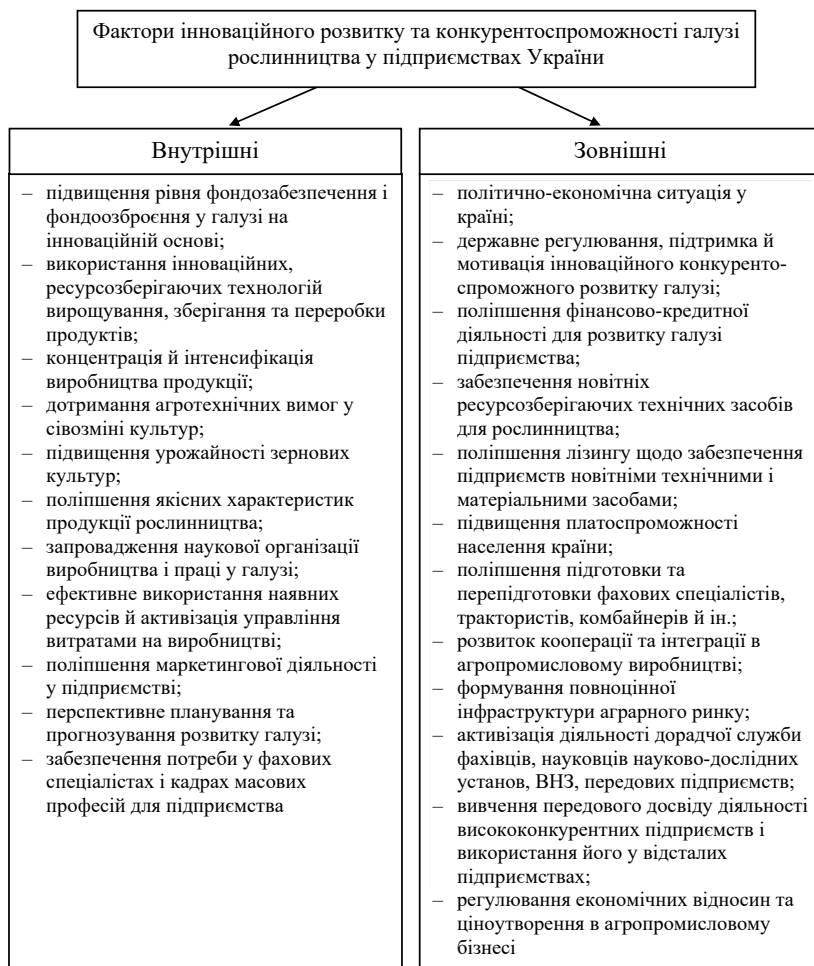 Фактори інноваційного розвитку та конкурентоспроможності галузі
рослинництва у підприємствах України
Внутрішні
– підвищення рівня фондозабезпечення і
фондоозброєння у галузі на
інноваційній основі;
– використання інноваційних,
ресурсозберігаючих технологій
вирощування, зберігання та переробки
продуктів;
– концентрація й інтенсифікація
виробництва продукції;
– дотримання агротехнічних вимог у
сівозміні культур;
– підвищення урожайності зернових
культур;
– поліпшення якісних характеристик
продукції рослинництва;
– запровадження наукової організації
виробництва і праці у галузі;
– ефективне використання наявних
ресурсів й активізація управління
витратами на виробництві;
– поліпшення маркетингової діяльності
у підприємстві;
– перспективне планування та
прогнозування розвитку галузі;
– забезпечення потреби у фахових
спеціалістах і кадрах масових
професій для підприємства
Зовнішні
– політично-економічна ситуація у
країні;
– державне регулювання, підтримка й
мотивація інноваційного конкуренто-
спроможного розвитку галузі;
– поліпшення фінансово-кредитної
діяльності для розвитку галузі
підприємства;
– забезпечення новітніх
ресурсозберігаючих технічних засобів
для рослинництва;
– поліпшення лізингу щодо забезпечення
підприємств новітніми технічними і
матеріальними засобами;
– підвищення платоспроможності
населення країни;
– поліпшення підготовки та
перепідготовки фахових спеціалістів,
трактористів, комбайнерів й ін.;
– розвиток кооперації та інтеграції в
агропромисловому виробництві;
– формування повноцінної
інфраструктури аграрного ринку;
– активізація діяльності дорадчої служби
фахівців, науковців науково-дослідних
установ, ВНЗ, передових підприємств;
– вивчення передового досвіду діяльності
висококонкурентних підприємств і
використання його у відсталих
підприємствах;
– регулювання економічних відносин та
ціноутворення в агропромисловому
бізнесі